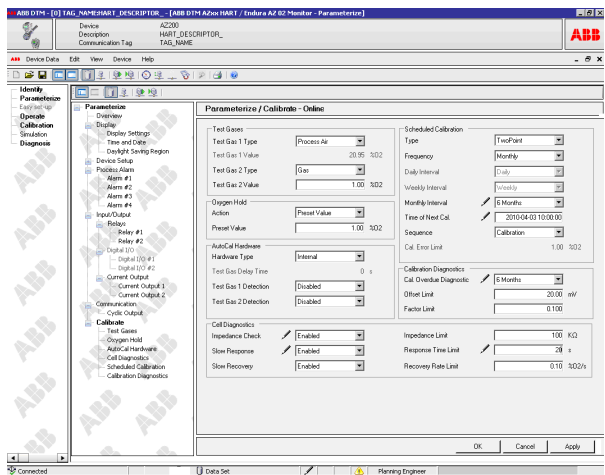 ABB DTM - [0] TAG_NAME:HART_DESCRIPTOR_ - [ABB DTM AZxx HART / Endura AZ 02 Monitor - Parameterize]
Device AZ200
Description HART_DESCRIPTOR_
Communication Tag TAG_NAME
ABB
ABB Device Data Edit View Device Help
Identify
Parameterize
Easy set-up
Operate
Calibration
Simulation
Diagnosis
Parameterize
Overview
Display
Display Settings
Time and Date
Daylight Saving Region
Device Setup
Process Alarm
Alarm #1
Alarm #2
Alarm #3
Alarm #4
Input/Output
Relays
Relay #1
Relay #2
Digital I/O
Digital I/O #1
Digital I/O #2
Current Output
Current Output 1
Current Output 2
Communication
Cyclic Output
Calibrate
Test Gases
Oxygen Hold
AutoCal Hardware
Cell Diagnostics
Scheduled Calibration
Calibration Diagnostics
Parameterize / Calibrate - Online
Test Gases
Test Gas 1 Type Process Air
Test Gas 1 Value 20.95 %O2
Test Gas 2 Type Gas
Test Gas 2 Value 1.00 %O2
Oxygen Hold
Action Preset Value
Preset Value 1.00 %O2
AutoCal Hardware
Hardware Type Internal
Test Gas Delay Time 0 s
Test Gas 1 Detection Disabled
Test Gas 2 Detection Disabled
Scheduled Calibration
Type TwoPoint
Frequency Monthly
Daily Interval Daily
Weekly Interval Weekly
Monthly Interval 6 Months
Time of Next Cal. 2010-04-03 10:00:00
Sequence Calibration
Cal. Error Limit 1.00 %O2
Calibration Diagnostics
Cal. Overdue Diagnostic 6 Months
Offset Limit 20.00 mV
Factor Limit 0.100
Cell Diagnostics
Impedance Check Enabled Impedance Limit 100 KΩ
Slow Response Enabled Response Time Limit 20 s
Slow Recovery Enabled Recovery Rate Limit 0.10 %O2/s
OK Cancel Apply
Connected Data Set Planning Engineer